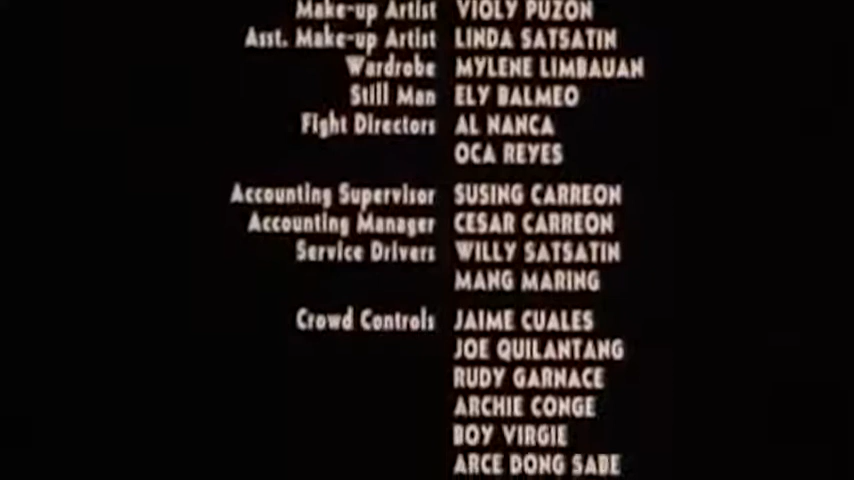 Make-up Artist VIOLY PUZON
Asst. Make-up Artist LINDA SATSATIN
Wardrobe MYLENE LIMBAUAN
Still Man ELY BALMEO
Fight Directors AL NANCA
OCA REYES
Accounting Supervisor SUSING CARREON
Accounting Manager CESAR CARREON
Service Drivers WILLY SATSATIN
MANG MARING
Crowd Controls JAIME CUALES
JOE QUILANTANG
RUDY GARNACE
ARCHIE CONGE
BOY VIRGIE
ARCE DONG SABE